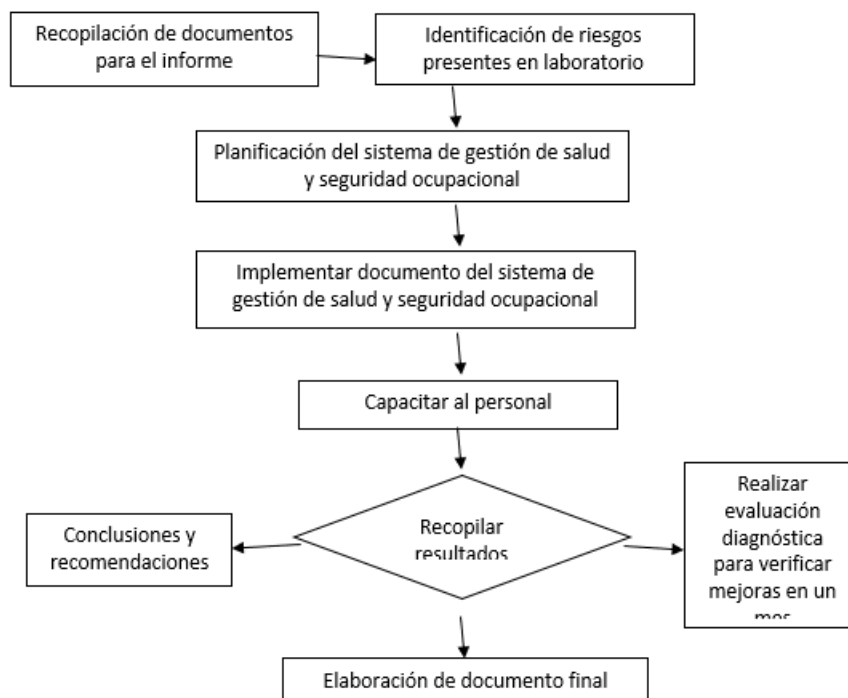 Recopilación de documentos
para el informe
Identificación de riesgos
presentes en laboratorio
Planificación del sistema de gestión de salud
y seguridad ocupacional
Implementar documento del sistema de
gestión de salud y seguridad ocupacional
Capacitar al personal
Recopilar
resultados
Conclusiones y
recomendaciones
Realizar
evaluación
diagnóstica
para verificar
mejoras en un
mes
Elaboración de documento final